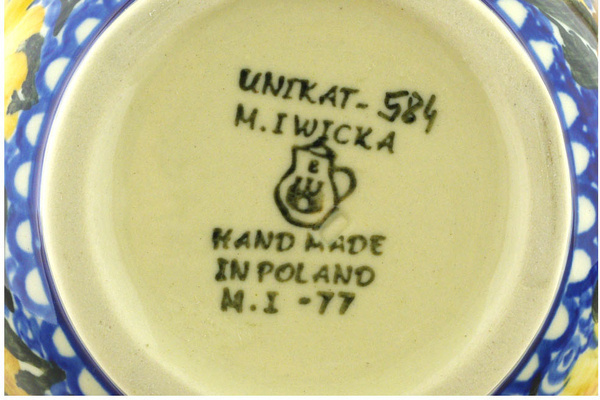 UNIKAT-584
M.IWICKA
HAND MADE
IN POLAND
M.I -77